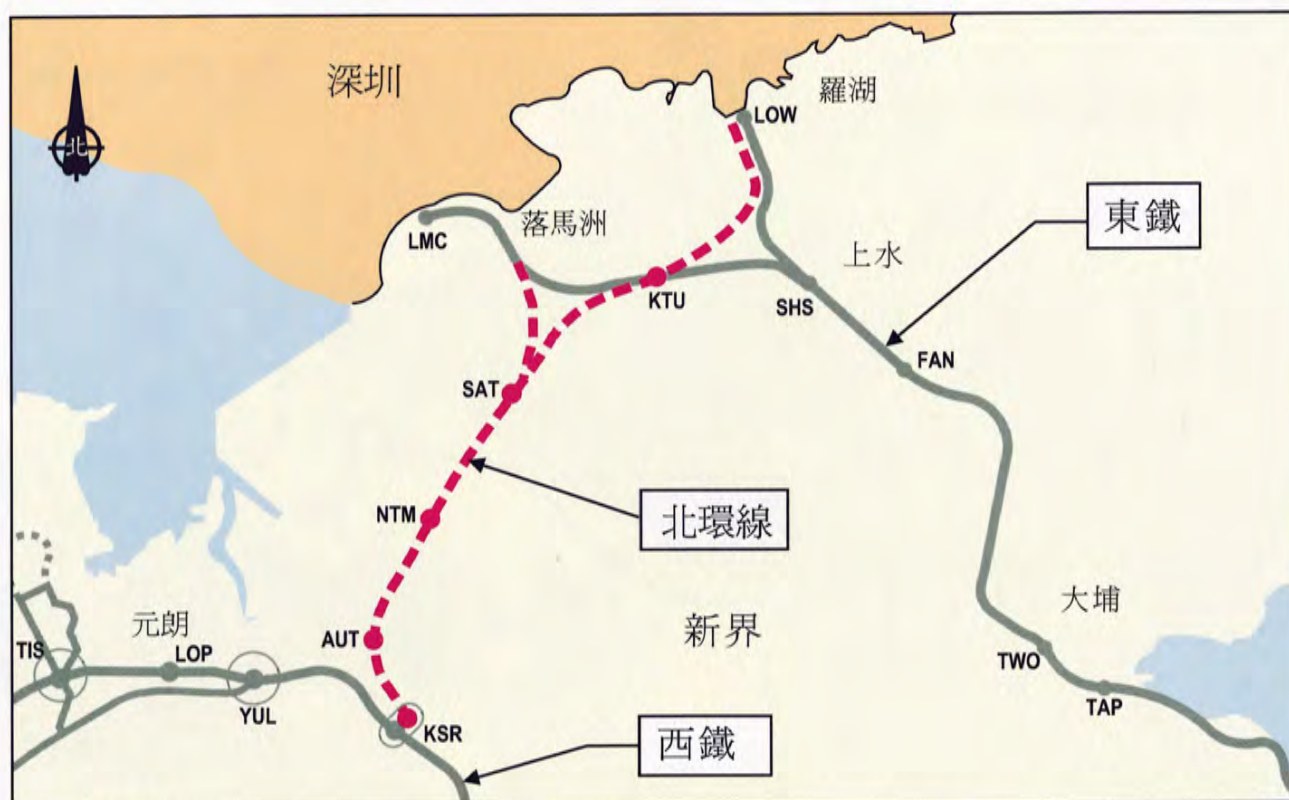 深圳
羅湖
LOW
北
東鐵
落馬洲
LMC
上水
KTU
SHS
FAN
SAT
北環線
NTM
新界
大埔
元朗
AUT
TIS
LOP
TWO
TAP
YUL
KSR
西鐵